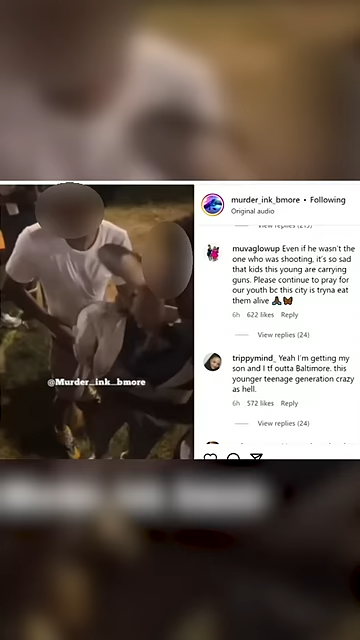 murder_ink_bmore • Following
Original audio
View replies (213)
muvaglowup Even if he wasn't the
one who was shooting, it's so sad
that kids this young are carrying
guns. Please continue to pray for
our youth bc this city is tryna eat
them alive 🙏🏿 🦋
6h 622 likes Reply
View replies (24)
trippymind_ Yeah I'm getting my
son and I tf outta Baltimore. this
younger teenage generation crazy
as hell.
6h 572 likes Reply
View replies (24)
@Murder_ink_bmore